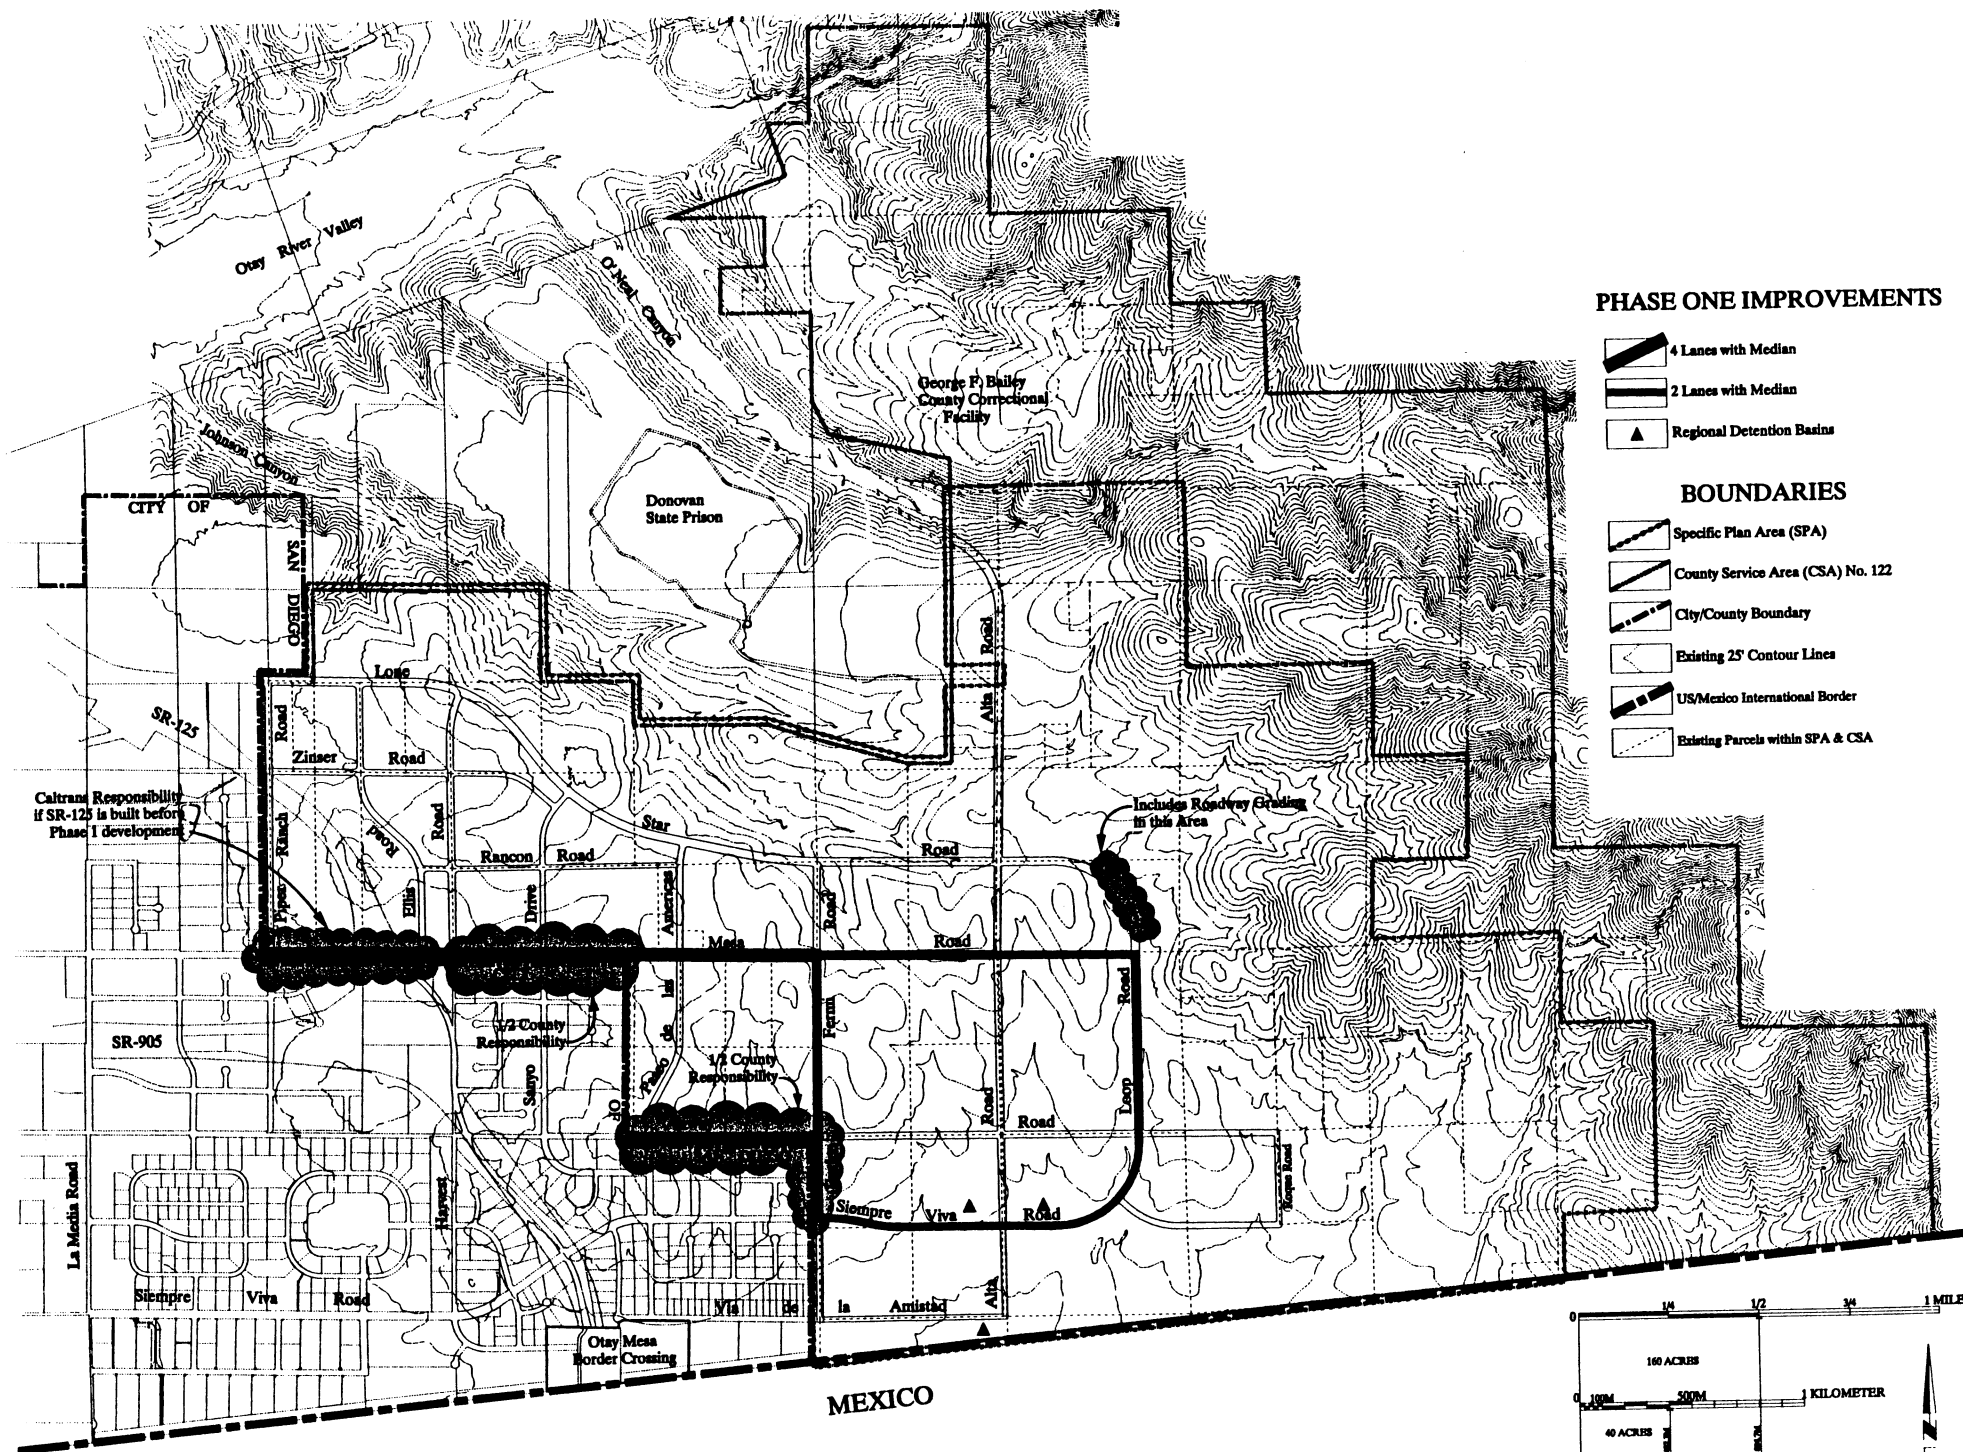 Otay River Valley
O' Neal Canyon
Johnson Canyon
George F. Bailey
County Correctional
Facility
Donovan
State Prison
CITY OF
SAN
DIEGO
Lone
Star
Road
SR-125
Zinser Road
Road
Piper Ranch
Road
Ellis
Road
Rancon Road
Drive
Sanyo
Americas
las
de
Paseo
Caltrans Responsibility
if SR-125 is built before
Phase 1 development
Includes Roadway Grading
in this Area
Mesa Road
Road
Alta
Road
Road
Loop
1/2 County
Responsibility
1/2 County
Responsibility
SR-905
Road
Road
La Media Road
Harvest
Siempre Viva Road
Siempre Viva Road
Via de la Amistad
Alta
Otay Mesa
Border Crossing
MEXICO
PHASE ONE IMPROVEMENTS
4 Lanes with Median
2 Lanes with Median
Regional Detention Basins
BOUNDARIES
Specific Plan Area (SPA)
County Service Area (CSA) No. 122
City/County Boundary
Existing 25' Contour Lines
US/Mexico International Border
Existing Parcels within SPA & CSA
0 1/4 1/2 3/4 1 MILE
160 ACRES
0 100M 500M 1 KILOMETER
40 ACRES